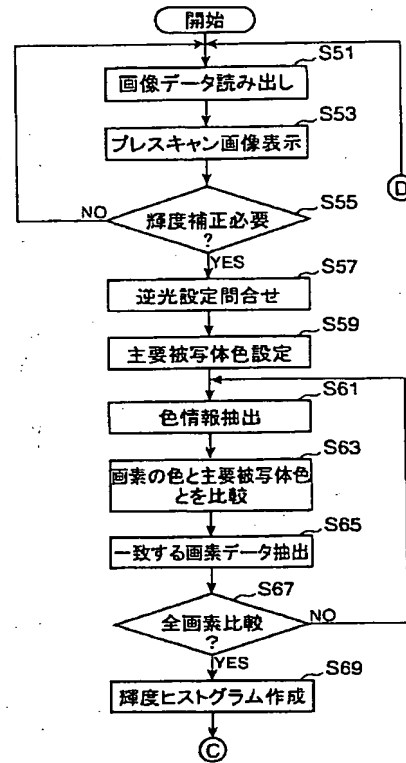 開始
S51
画像データ読み出し
S53
プレスキャン画像表示
D
S55
NO
輝度補正必要
?
YES
S57
逆光設定問合せ
S59
主要被写体色設定
S61
色情報抽出
S63
画素の色と主要被写体色
とを比較
S65
一致する画素データ抽出
S67
全画素比較
?
NO
YES
S69
輝度ヒストグラム作成
C